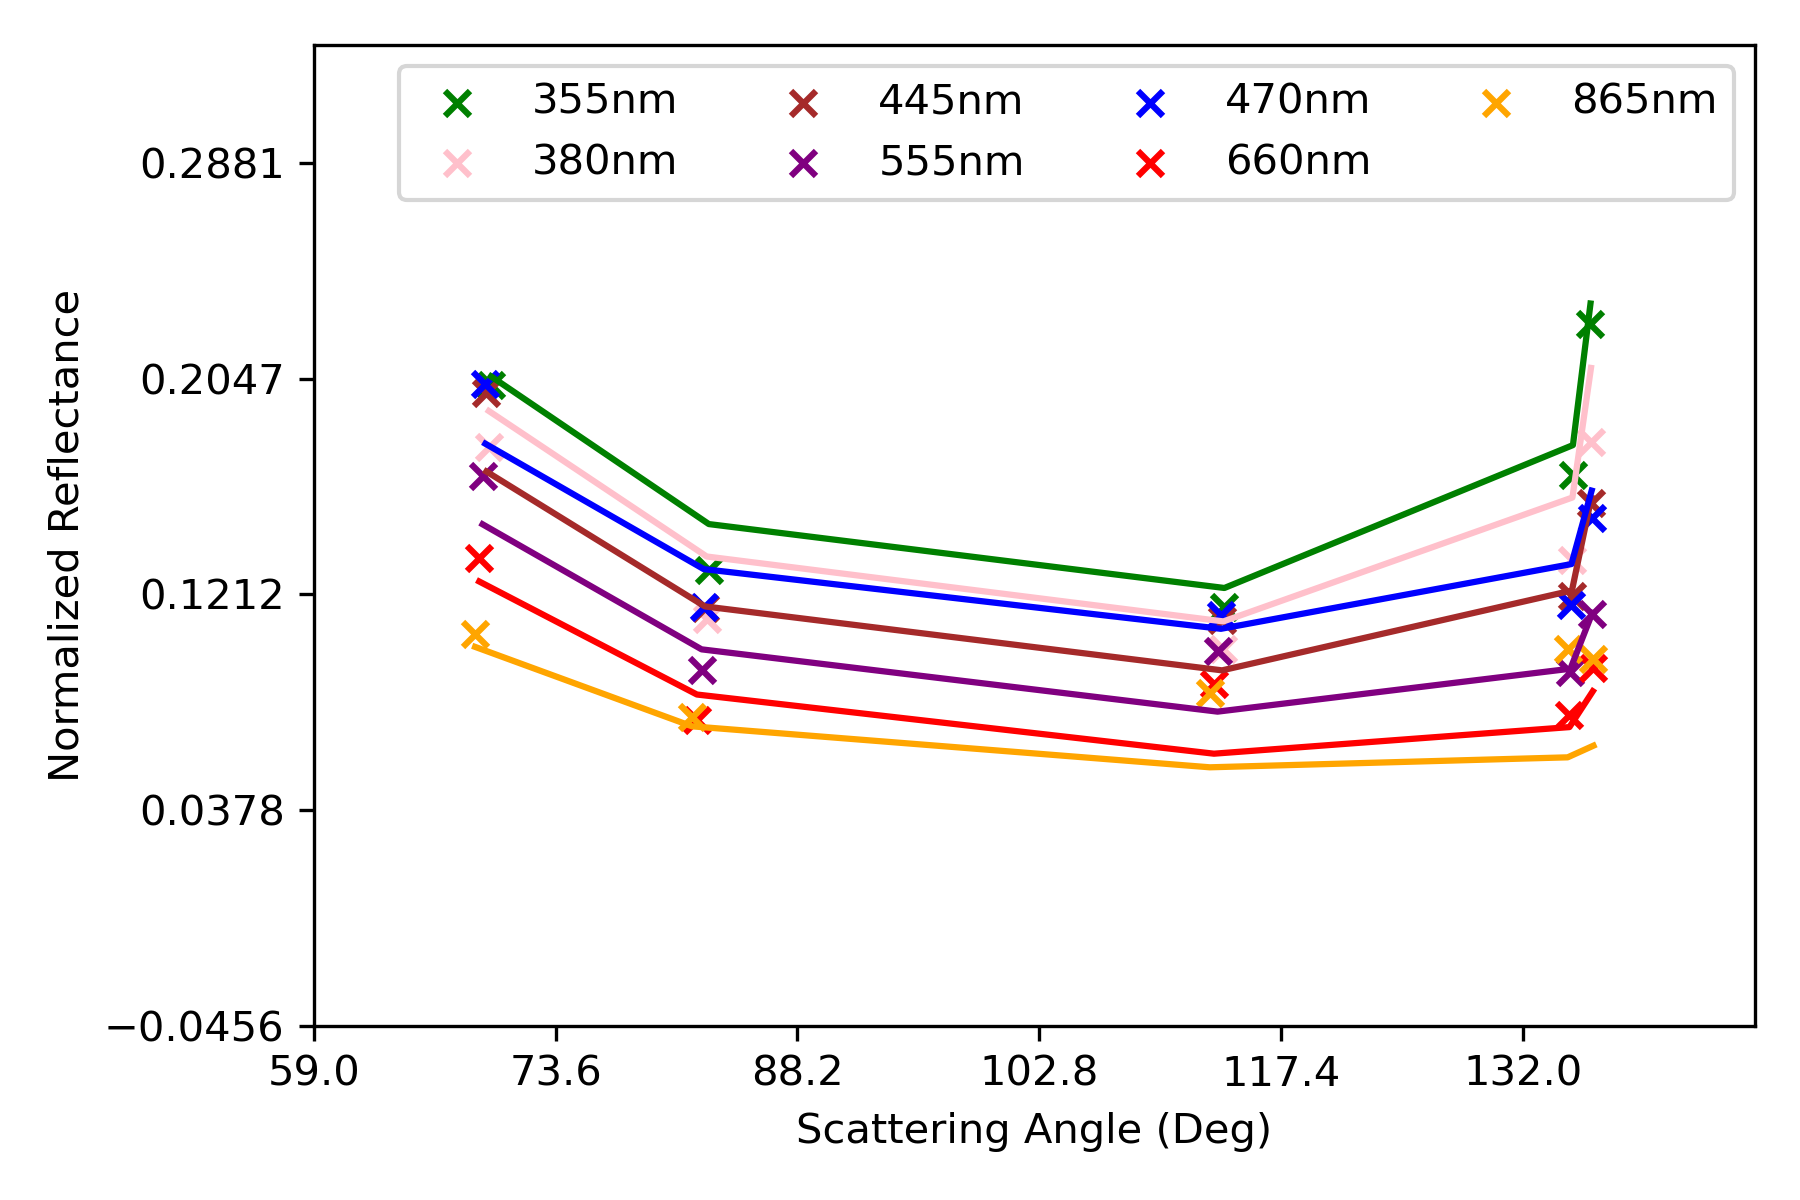 355nm 445nm 470nm 865nm
380nm 555nm 660nm
0.2881
0.2047
0.1212
0.0378
−0.0456
Normalized Reflectance
59.0 73.6 88.2 102.8 117.4 132.0
Scattering Angle (Deg)